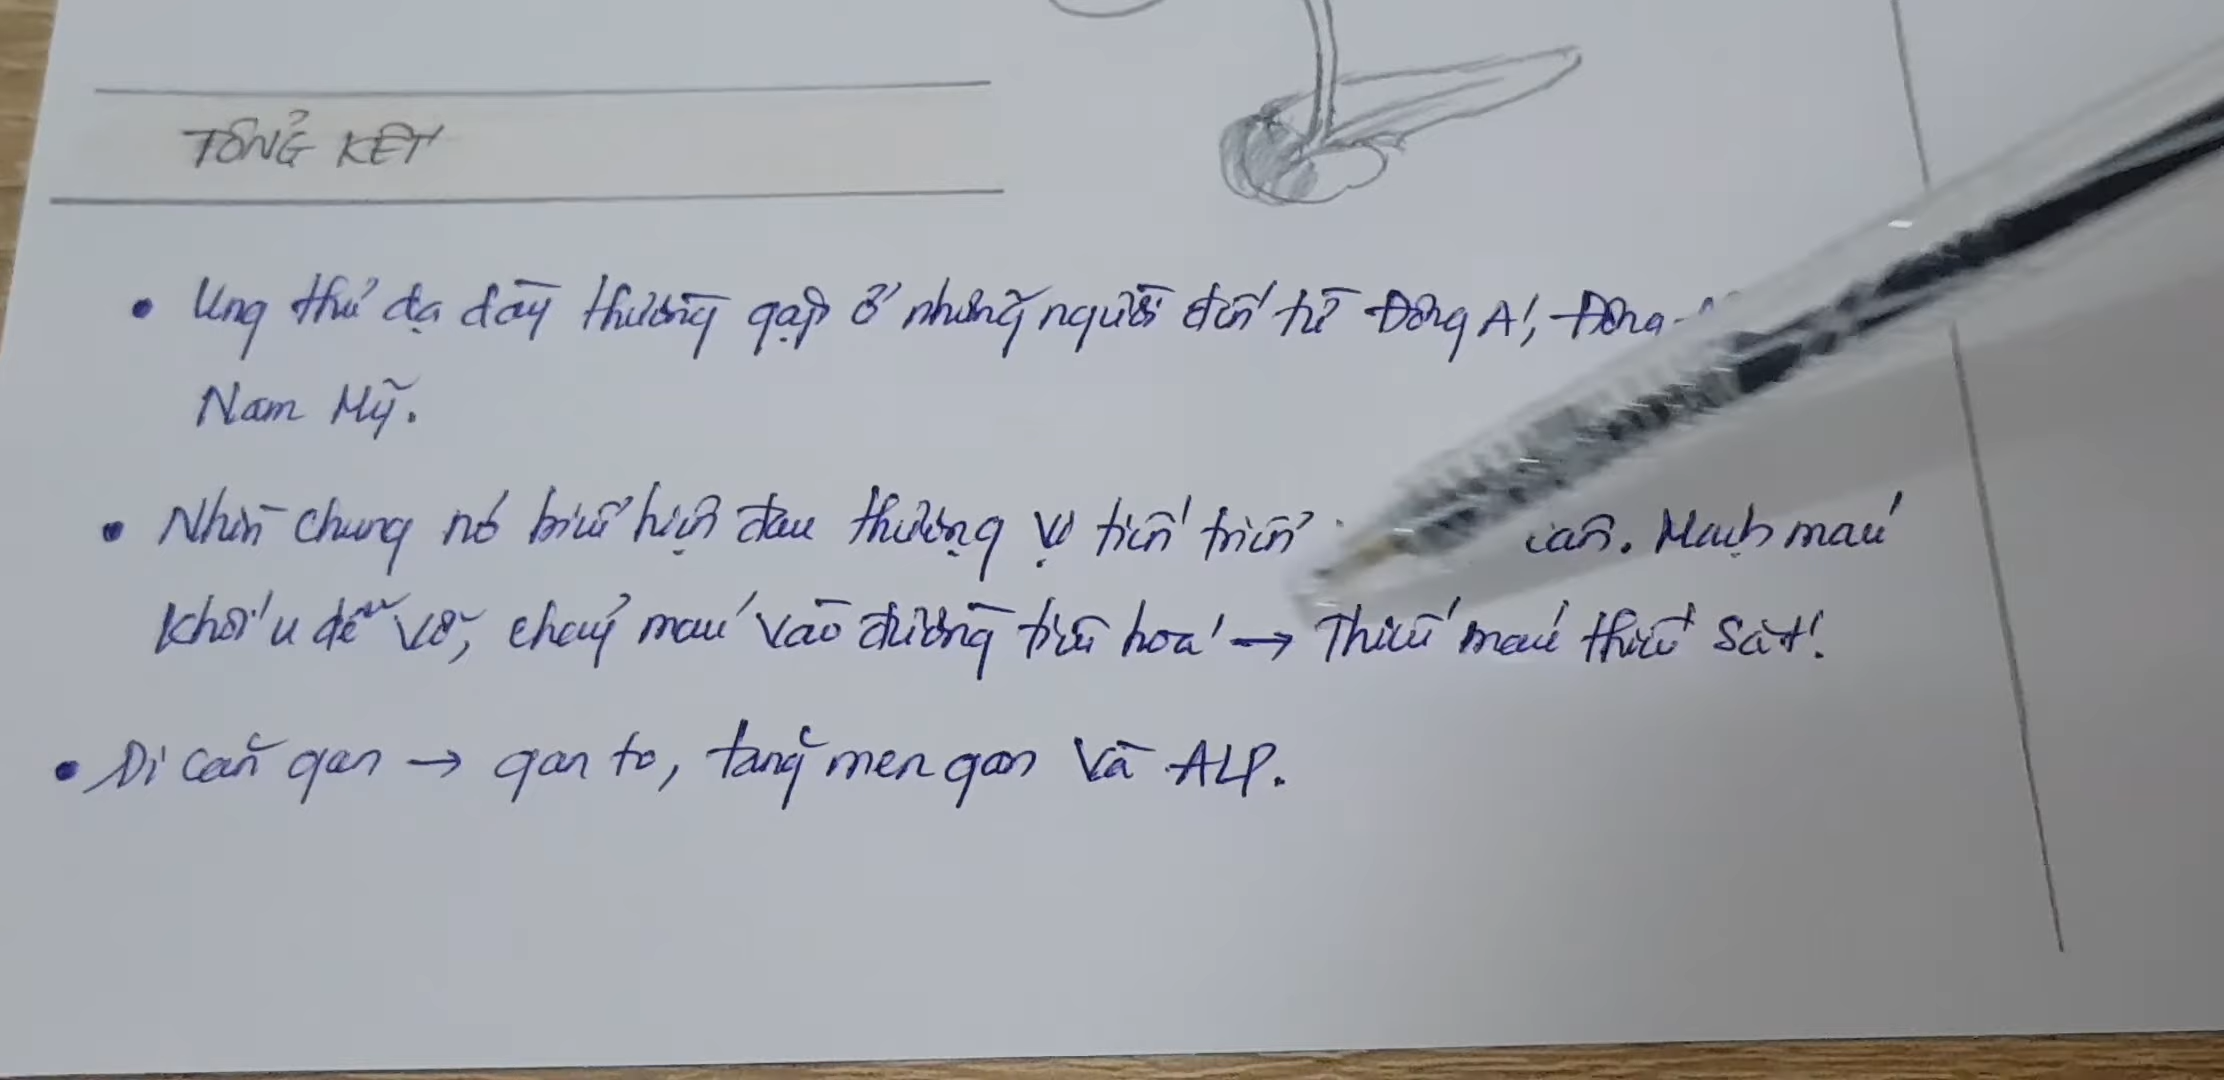 TỔNG KẾT
• Ung thư dạ dày thường gặp ở những người đến từ Đông Á, Đông
Nam Mỹ.
• Nhìn chung nó biểu hiện đau thượng vị tiến triển cân. Mạch máu
khối u dễ vỡ, chảy máu vào đường tiêu hoá → Thiếu máu thiếu sắt!
• Di căn gan → gan to, tăng men gan và ALP.